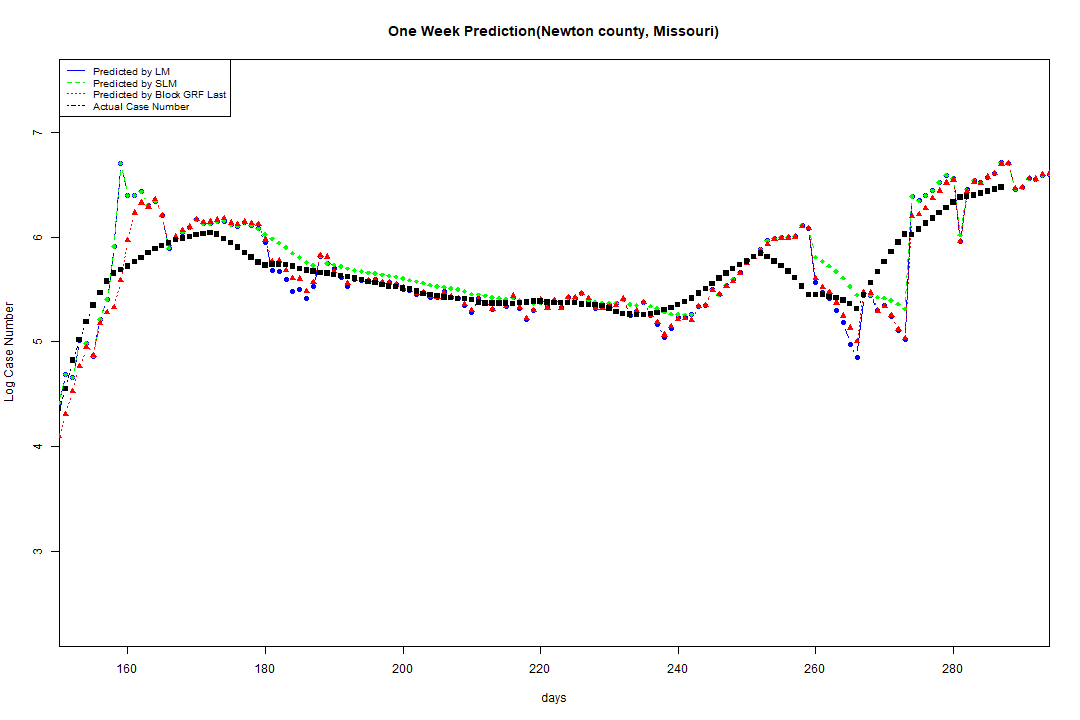 One Week Prediction(Newton county, Missouri)
Predicted by LM
Predicted by SLM
Predicted by Block GRF Last
Actual Case Number
7
6
5
4
3
Log Case Number
160 180 200 220 240 260 280
days